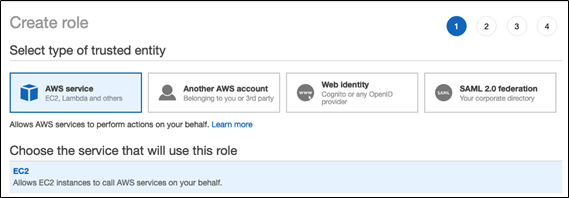 Create role
1 2 3 4
Select type of trusted entity
AWS service
EC2, Lambda and others
Another AWS account
Belonging to you or 3rd party
www
Web identity
Cognito or any OpenID
provider
SAML
SAML 2.0 federation
Your corporate directory
Allows AWS services to perform actions on your behalf. Learn more
Choose the service that will use this role
EC2
Allows EC2 instances to call AWS services on your behalf.